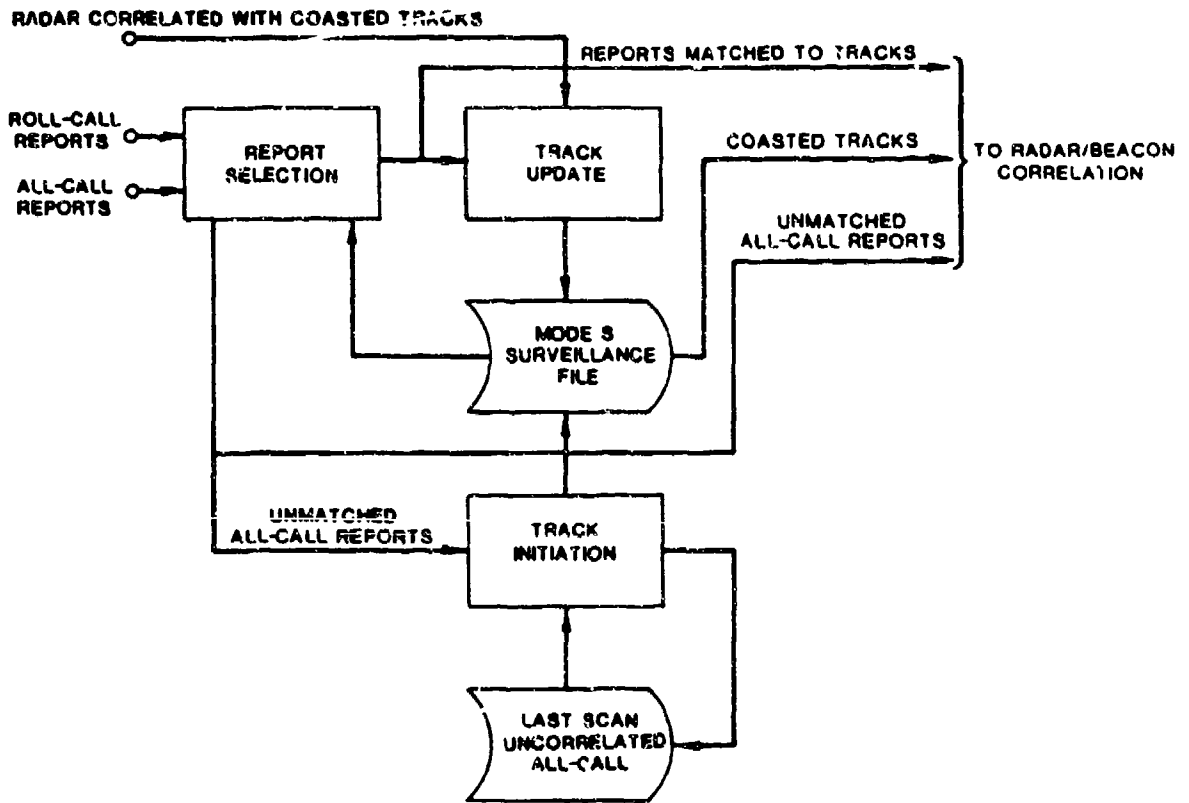 RADAR CORRELATED WITH COASTED TRACKS
REPORTS MATCHED TO TRACKS
ROLL-CALL
REPORTS
ALL-CALL
REPORTS
REPORT
SELECTION
TRACK
UPDATE
COASTED TRACKS
TO RADAR/BEACON
CORRELATION
UNMATCHED
ALL-CALL REPORTS
MODE S
SURVEILLANCE
FILE
UNMATCHED
ALL-CALL REPORTS
TRACK
INITIATION
LAST SCAN
UNCORRELATED
ALL-CALL